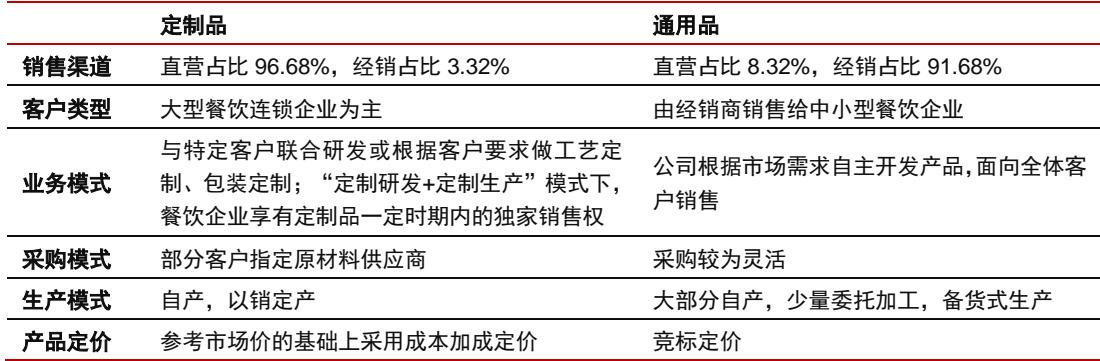 定制品 通用品
销售渠道 直营占比 96.68%，经销占比 3.32% 直营占比 8.32%，经销占比 91.68%
客户类型 大型餐饮连锁企业为主 由经销商销售给中小型餐饮企业
业务模式 与特定客户联合研发或根据客户要求做工艺定
制、包装定制；“定制研发+定制生产”模式下，
餐饮企业享有定制品一定时期内的独家销售权
公司根据市场需求自主开发产品，面向全体客
户销售
采购模式 部分客户指定原材料供应商 采购较为灵活
生产模式 自产，以销定产 大部分自产，少量委托加工，备货式生产
产品定价 参考市场价的基础上采用成本加成定价 竞标定价